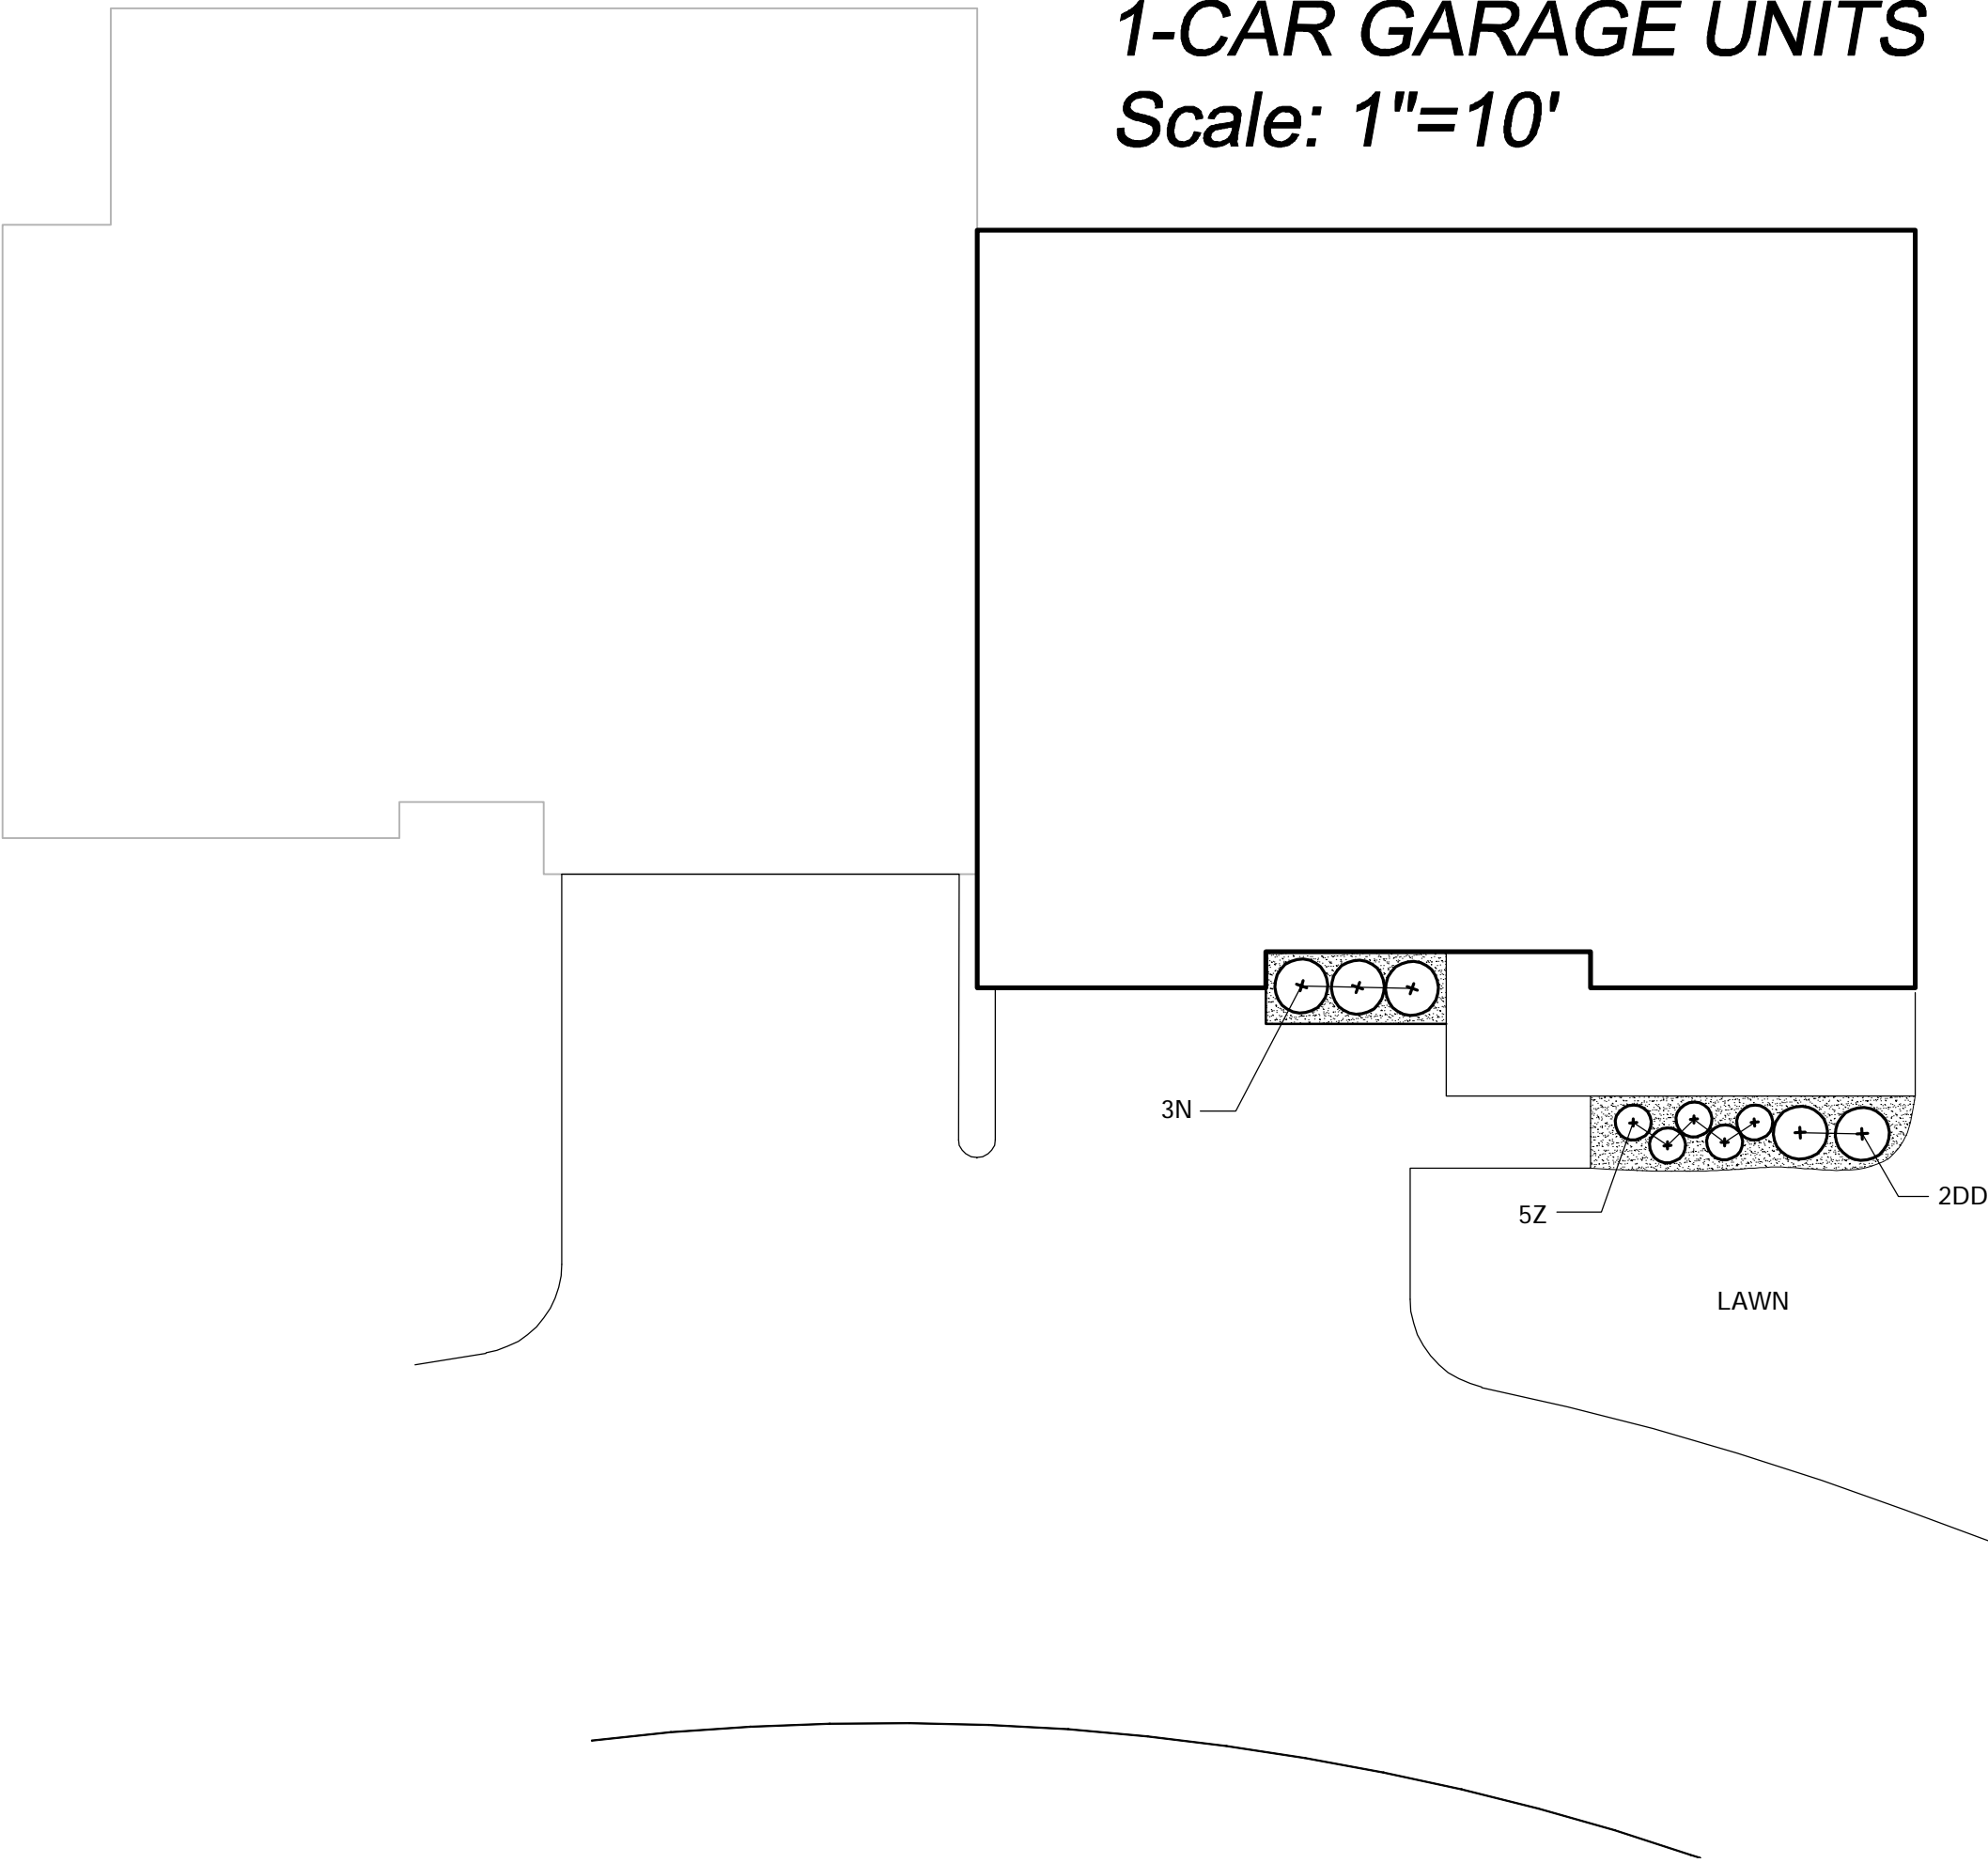 1-CAR GARAGE UNITS
Scale: 1"=10'
3N
5Z
2DD
LAWN